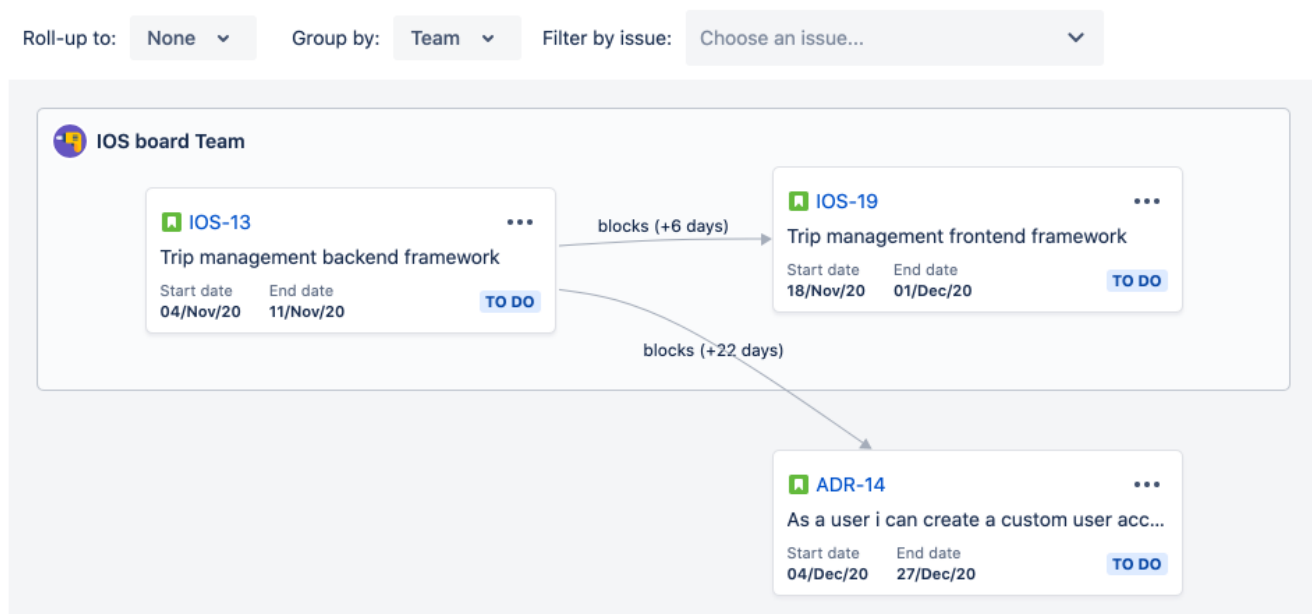 Roll-up to: None Group by: Team Filter by issue: Choose an issue...
IOS board Team
IOS-13
Trip management backend framework
Start date End date
04/Nov/20 11/Nov/20 TO DO
blocks (+6 days)
IOS-19
Trip management frontend framework
Start date End date
18/Nov/20 01/Dec/20 TO DO
blocks (+22 days)
ADR-14
As a user i can create a custom user acc...
Start date End date
04/Dec/20 27/Dec/20 TO DO